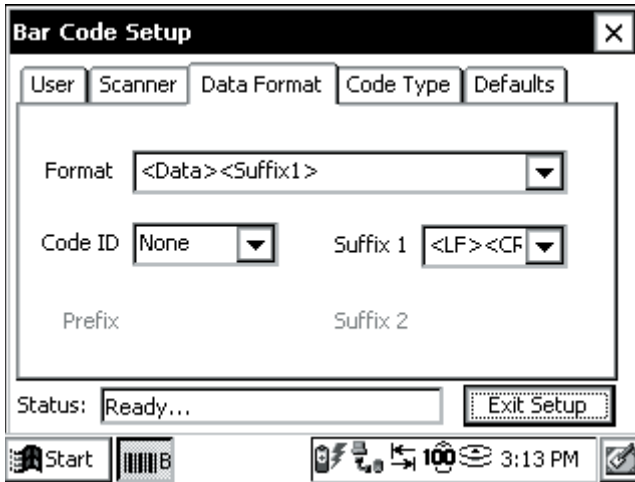 Bar Code Setup
User Scanner Data Format Code Type Defaults
Format <Data><Suffix1>
Code ID None Suffix 1 <LF><CR
Prefix Suffix 2
Status: Ready... Exit Setup
Start B 100 3:13 PM